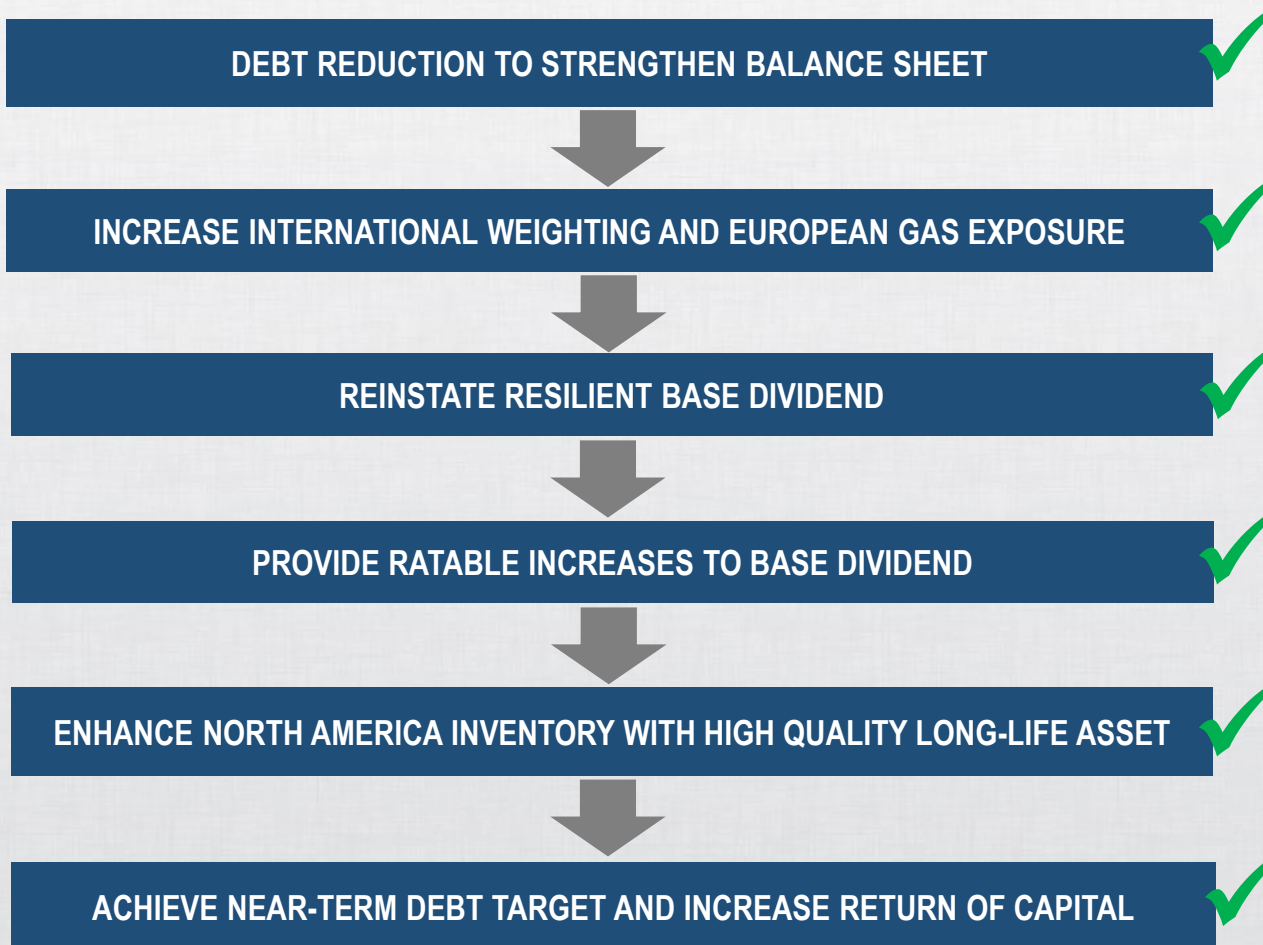 DEBT REDUCTION TO STRENGTHEN BALANCE SHEET
INCREASE INTERNATIONAL WEIGHTING AND EUROPEAN GAS EXPOSURE
REINSTATE RESILIENT BASE DIVIDEND
PROVIDE RATABLE INCREASES TO BASE DIVIDEND
ENHANCE NORTH AMERICA INVENTORY WITH HIGH QUALITY LONG-LIFE ASSET
ACHIEVE NEAR-TERM DEBT TARGET AND INCREASE RETURN OF CAPITAL